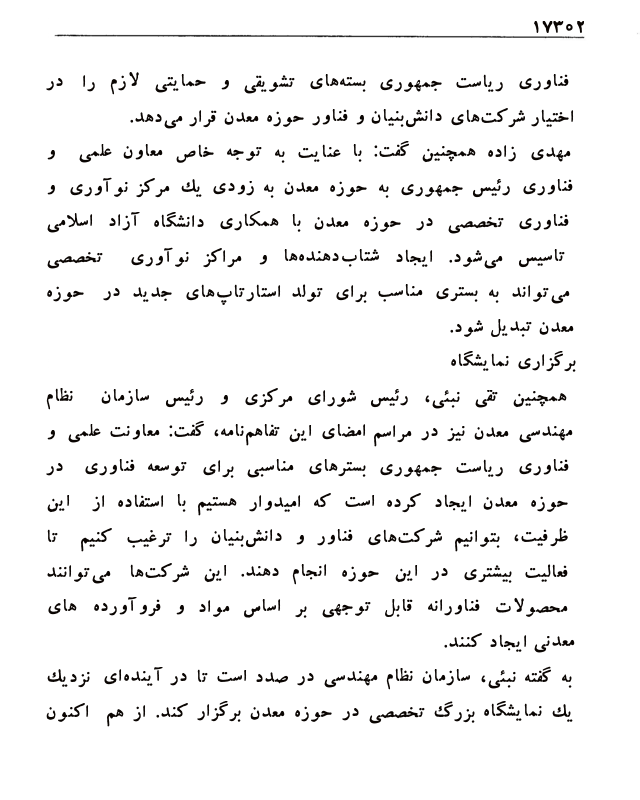 ۱۷۳۰۲
فناوری ریاست جمهوری بسته‌های تشویقی و حمایتی لازم را در
اختیار شرکت‌های دانش‌بنیان و فناور حوزه معدن قرار می‌دهد.
مهدی زاده همچنین گفت: با عنایت به توجه خاص معاون علمی و
فناوری رئیس جمهوری به حوزه معدن به زودی یك مرکز نوآوری و
فناوری تخصصی در حوزه معدن با همکاری دانشگاه آزاد اسلامی
تاسیس می‌شود. ایجاد شتاب‌دهنده‌ها و مراکز نوآوری تخصصی
می‌تواند به بستری مناسب برای تولد استارتاپ‌های جدید در حوزه
معدن تبدیل شود.
برگزاری نمایشگاه
همچنین تقی نبئی، رئیس شورای مرکزی و رئیس سازمان نظام
مهندسی معدن نیز در مراسم امضای این تفاهم‌نامه، گفت: معاونت علمی و
فناوری ریاست جمهوری بسترهای مناسبی برای توسعه فناوری در
حوزه معدن ایجاد کرده است که امیدوار هستیم با استفاده از این
ظرفیت، بتوانیم شرکت‌های فناور و دانش‌بنیان را ترغیب کنیم تا
فعالیت بیشتری در این حوزه انجام دهند. این شرکت‌ها می‌توانند
محصولات فناورانه قابل توجهی بر اساس مواد و فرآورده های
معدنی ایجاد کنند.
به گفته نبئی، سازمان نظام مهندسی در صدد است تا در آینده‌ای نزدیك
یك نمایشگاه بزرگ تخصصی در حوزه معدن برگزار کند. از هم اکنون